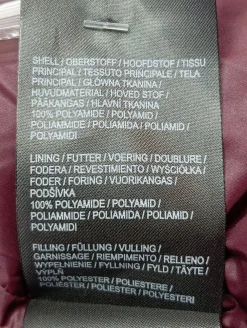 SHELL / OBERSTOFF / HOOFDSTOF / TISSU
PRINCIPAL / TESSUTO PRINCIPALE / TELA
PRINCIPAL / GŁÓWNA TKANINA /
HUVUDMATERIAL / HOVED STOF /
PÄÄKANGAS / HLAVNÍ TKANINA
100% POLYAMIDE / POLYAMID /
POLIAMMIDE / POLIAMIDA / POLIAMID /
POLYAMIDI
LINING / FUTTER / VOERING / DOUBLURE /
FODERA / REVESTIMIENTO / WYŚCIÓŁKA /
FODER / FORING / VUORIKANGAS /
PODŠÍVKA
100% POLYAMIDE / POLYAMID /
POLIAMMIDE / POLIAMIDA / POLIAMID /
POLYAMIDI
FILLING / FÜLLUNG / VULLING /
GARNISSAGE / RIEMPIMENTO / RELLENO /
WYPEŁNIENIE / FYLLNING / FYLD / TÄYTE /
VÝPLŇ
100% POLYESTER / POLIESTERE /
POLIÉSTER / POLIESTER / POLYESTERI